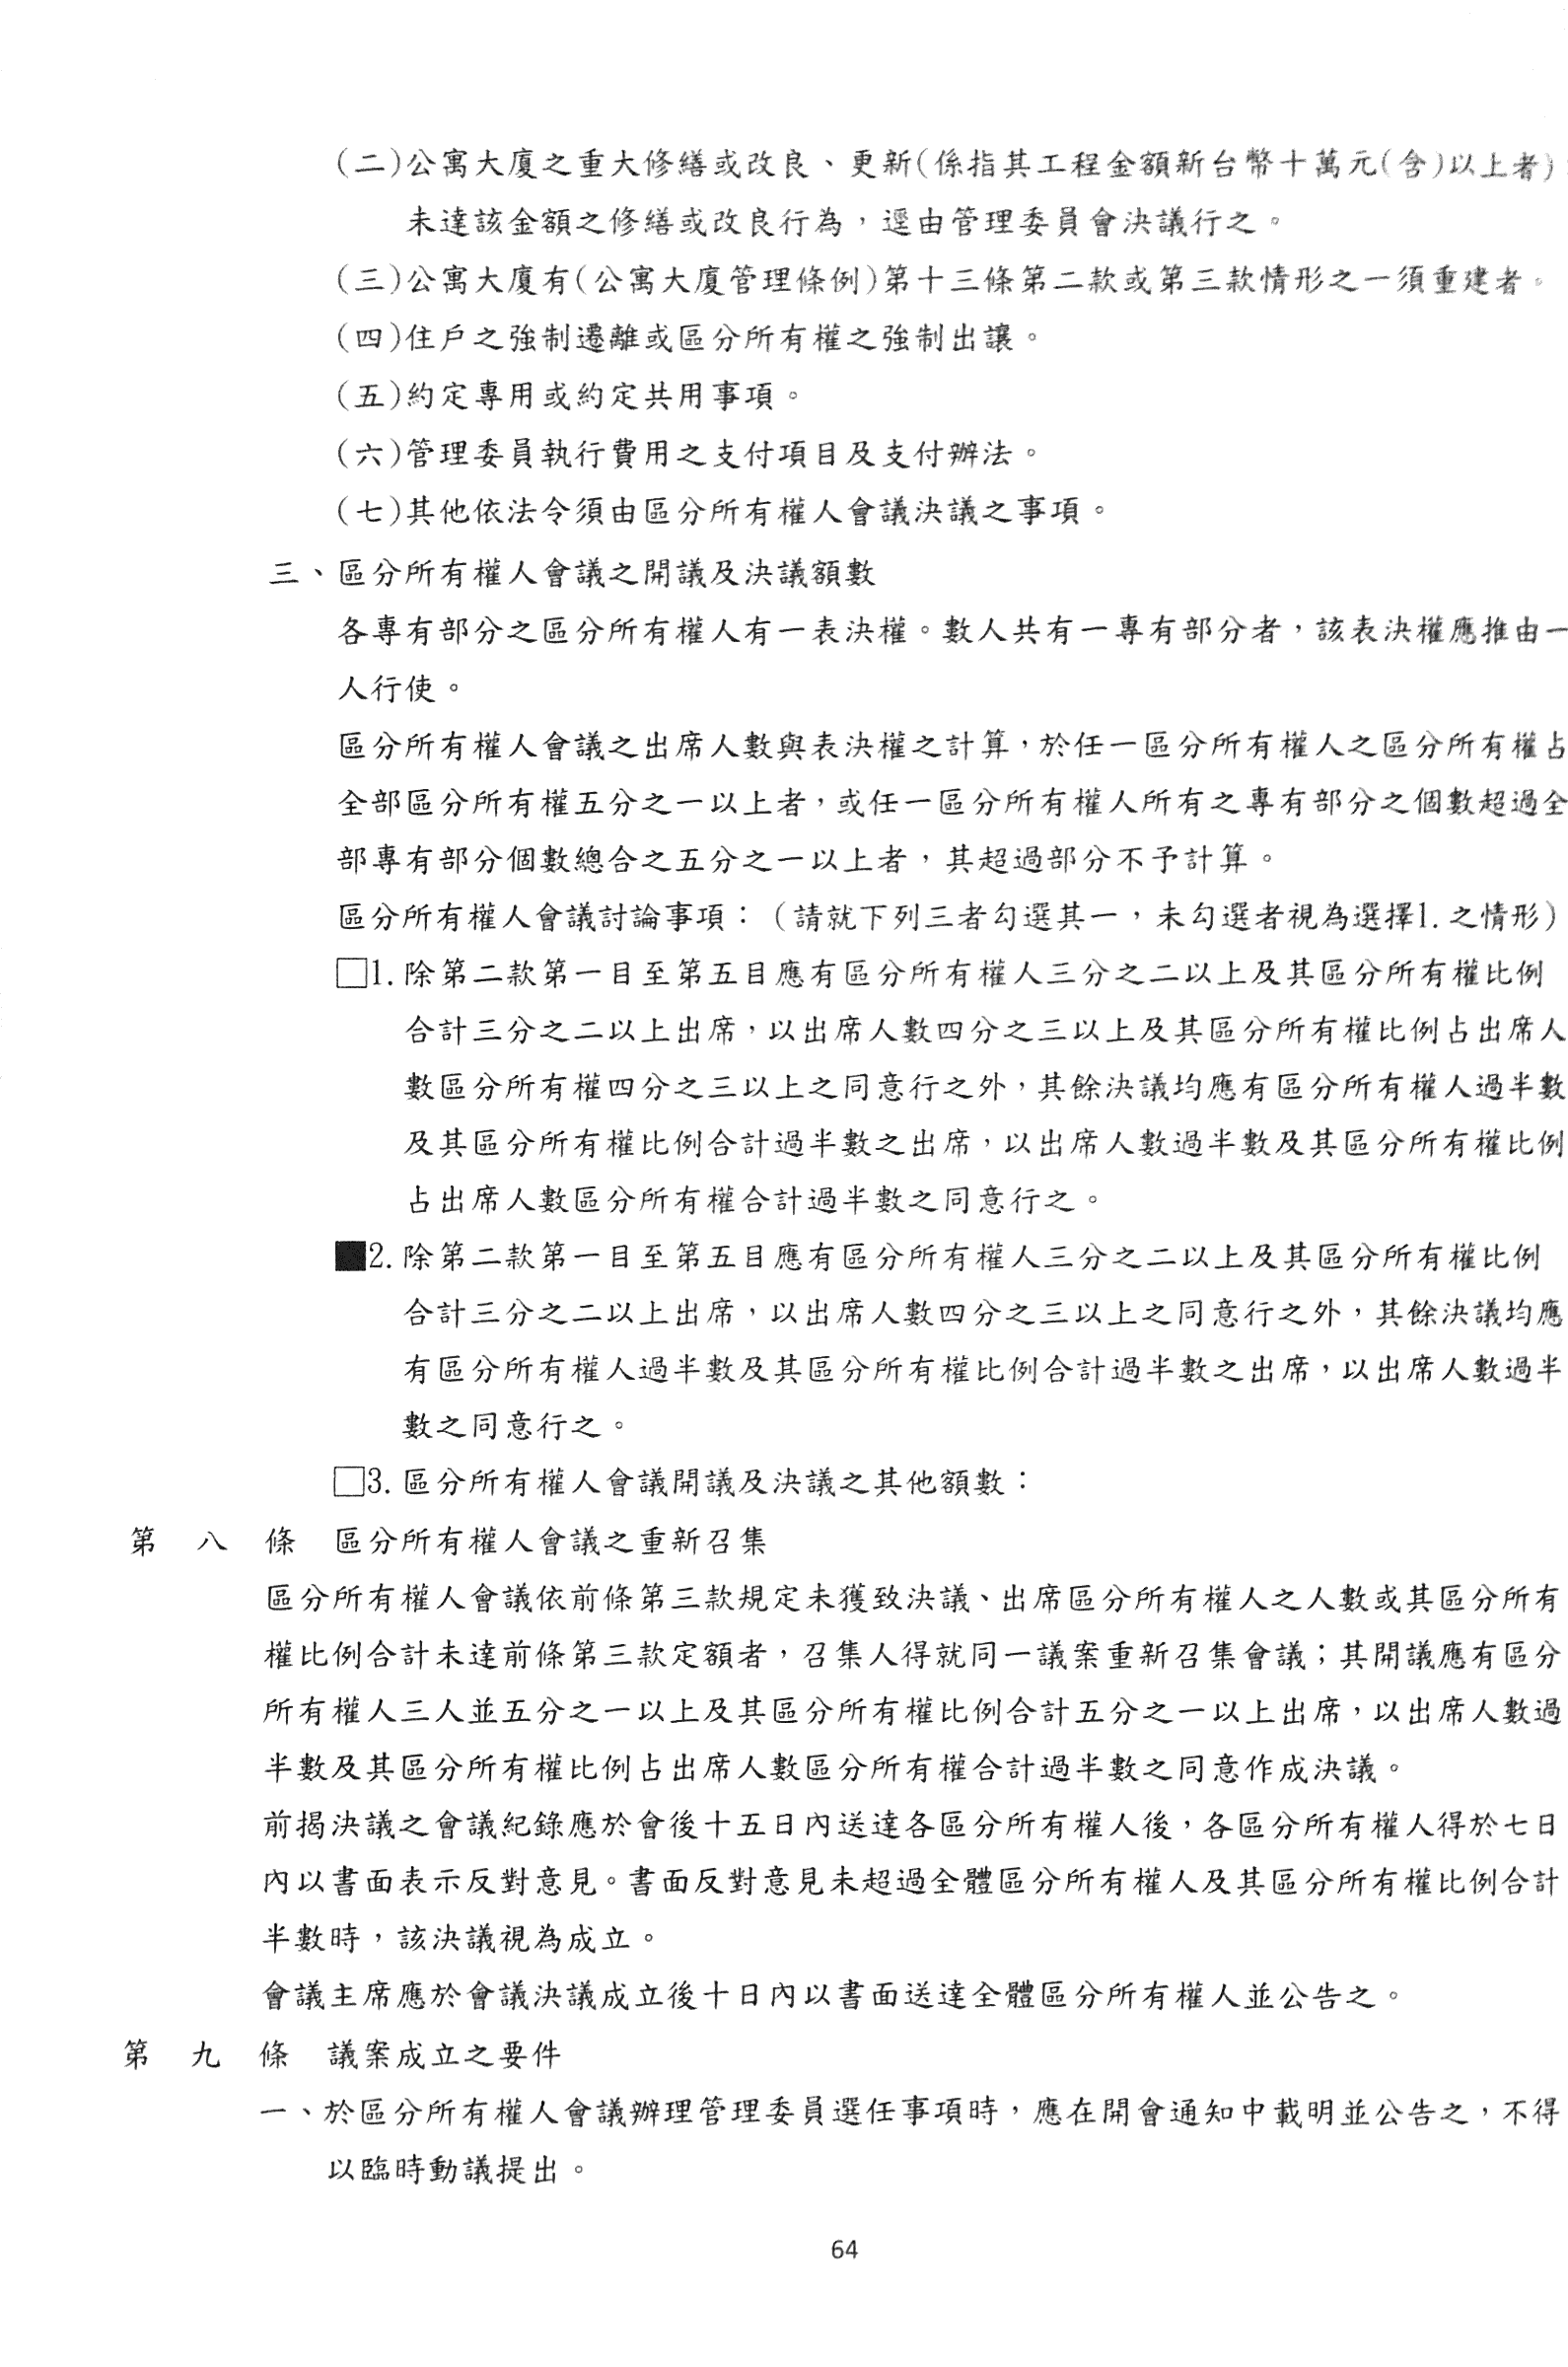 (二)公寓大廈之重大修繕或改良、更新(係指其工程金額新台幣十萬元(含)以上者)
未達該金額之修繕或改良行為，逕由管理委員會決議行之。
(三)公寓大廈有(公寓大廈管理條例)第十三條第二款或第三款情形之一須重建者。
(四)住戶之強制遷離或區分所有權之強制出讓。
(五)約定專用或約定共用事項。
(六)管理委員執行費用之支付項目及支付辦法。
(七)其他依法令須由區分所有權人會議決議之事項。
三、區分所有權人會議之開議及決議額數
各專有部分之區分所有權人有一表決權。數人共有一專有部分者，該表決權應推由一
人行使。
區分所有權人會議之出席人數與表決權之計算，於任一區分所有權人之區分所有權占
全部區分所有權五分之一以上者，或任一區分所有權人所有之專有部分之個數超過全
部專有部分個數總合之五分之一以上者，其超過部分不予計算。
區分所有權人會議討論事項：（請就下列三者勾選其一，未勾選者視為選擇1.之情形）
□1.除第二款第一目至第五目應有區分所有權人三分之二以上及其區分所有權比例
合計三分之二以上出席，以出席人數四分之三以上及其區分所有權比例占出席人
數區分所有權四分之三以上之同意行之外，其餘決議均應有區分所有權人過半數
及其區分所有權比例合計過半數之出席，以出席人數過半數及其區分所有權比例
占出席人數區分所有權合計過半數之同意行之。
■2.除第二款第一目至第五目應有區分所有權人三分之二以上及其區分所有權比例
合計三分之二以上出席，以出席人數四分之三以上之同意行之外，其餘決議均應
有區分所有權人過半數及其區分所有權比例合計過半數之出席，以出席人數過半
數之同意行之。
□3.區分所有權人會議開議及決議之其他額數：
第 八 條 區分所有權人會議之重新召集
區分所有權人會議依前條第三款規定未獲致決議、出席區分所有權人之人數或其區分所有
權比例合計未達前條第三款定額者，召集人得就同一議案重新召集會議；其開議應有區分
所有權人三人並五分之一以上及其區分所有權比例合計五分之一以上出席，以出席人數過
半數及其區分所有權比例占出席人數區分所有權合計過半數之同意作成決議。
前揭決議之會議紀錄應於會後十五日內送達各區分所有權人後，各區分所有權人得於七日
內以書面表示反對意見。書面反對意見未超過全體區分所有權人及其區分所有權比例合計
半數時，該決議視為成立。
會議主席應於會議決議成立後十日內以書面送達全體區分所有權人並公告之。
第 九 條 議案成立之要件
一、於區分所有權人會議辦理管理委員選任事項時，應在開會通知中載明並公告之，不得
以臨時動議提出。
64